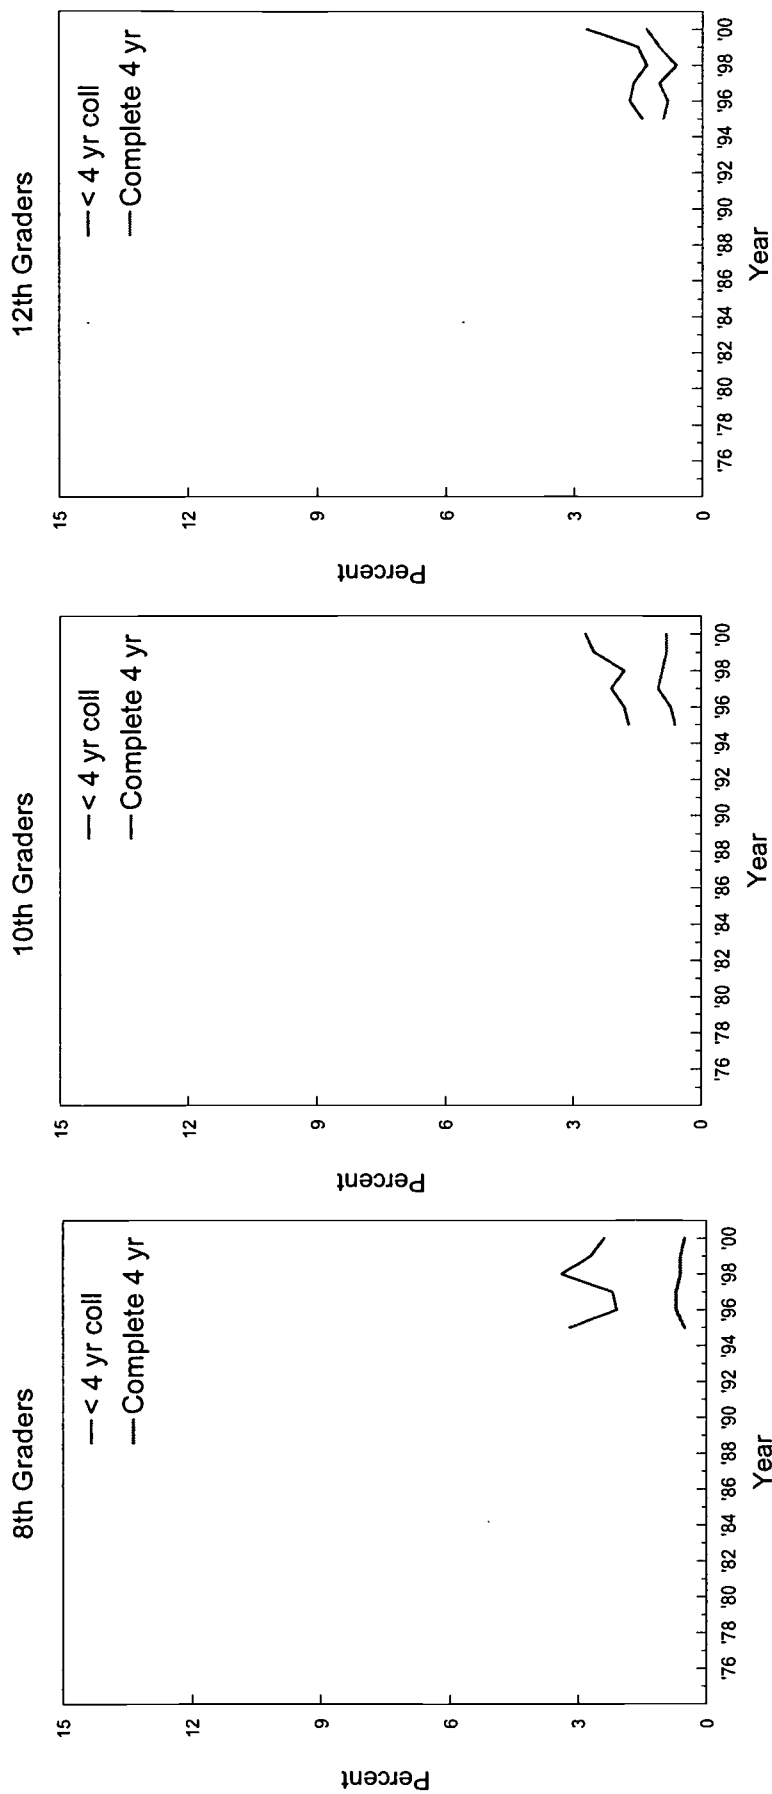 8th Graders
— < 4 yr coll
— Complete 4 yr
Percent
15
12
9
6
3
0
'76 '78 '80 '82 '84 '86 '88 '90 '92 '94 '96 '98 '00
Year
10th Graders
— < 4 yr coll
— Complete 4 yr
Percent
15
12
9
6
3
0
'76 '78 '80 '82 '84 '86 '88 '90 '92 '94 '96 '98 '00
Year
12th Graders
— < 4 yr coll
— Complete 4 yr
Percent
15
12
9
6
3
0
'76 '78 '80 '82 '84 '86 '88 '90 '92 '94 '96 '98 '00
Year